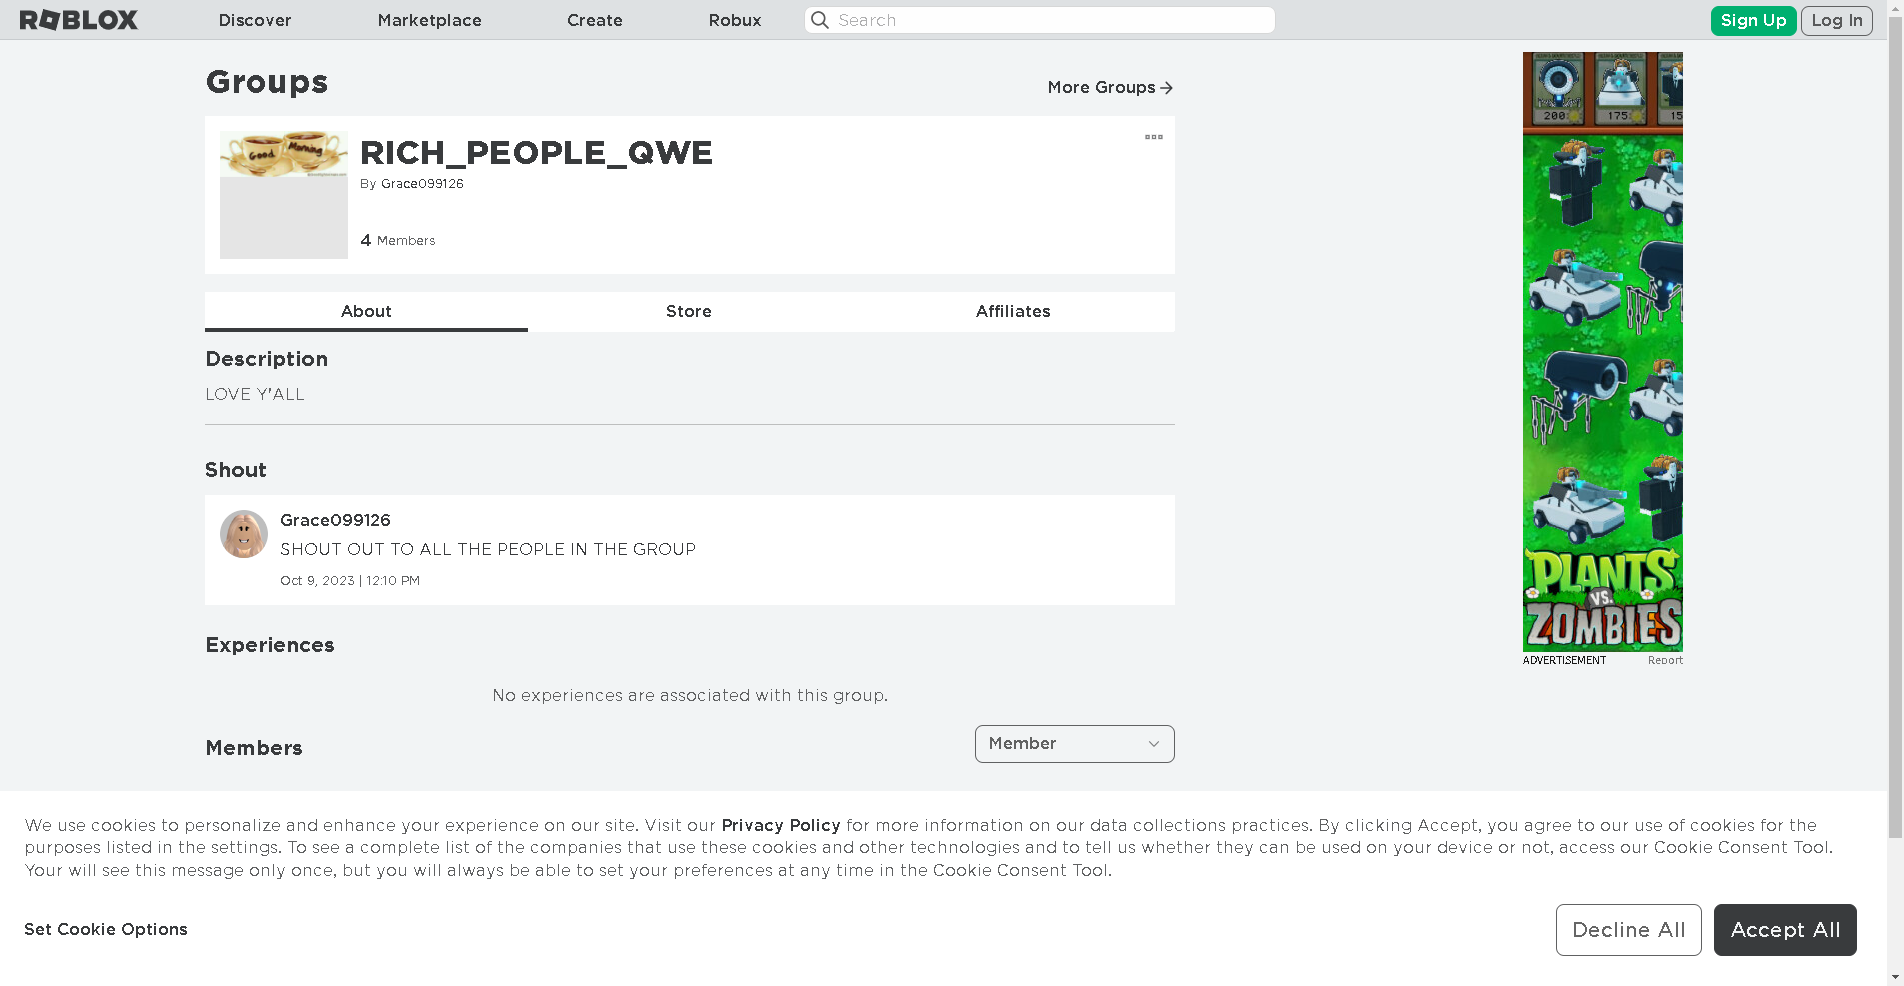 ROBLOX
Discover
Marketplace
Create
Robux
Search
Sign Up
Log In
Groups
More Groups
Good Morning
RICH_PEOPLE_QWE
By Grace099126
4 Members
About
Store
Affiliates
Description
LOVE Y'ALL
Shout
Grace099126
SHOUT OUT TO ALL THE PEOPLE IN THE GROUP
Oct 9, 2023 | 12:10 PM
Experiences
No experiences are associated with this group.
Members
Member
200
175
15
PLANTS
VS.
ZOMBIES
ADVERTISEMENT
Report
We use cookies to personalize and enhance your experience on our site. Visit our Privacy Policy for more information on our data collections practices. By clicking Accept, you agree to our use of cookies for the
purposes listed in the settings. To see a complete list of the companies that use these cookies and other technologies and to tell us whether they can be used on your device or not, access our Cookie Consent Tool.
Your will see this message only once, but you will always be able to set your preferences at any time in the Cookie Consent Tool.
Set Cookie Options
Decline All
Accept All